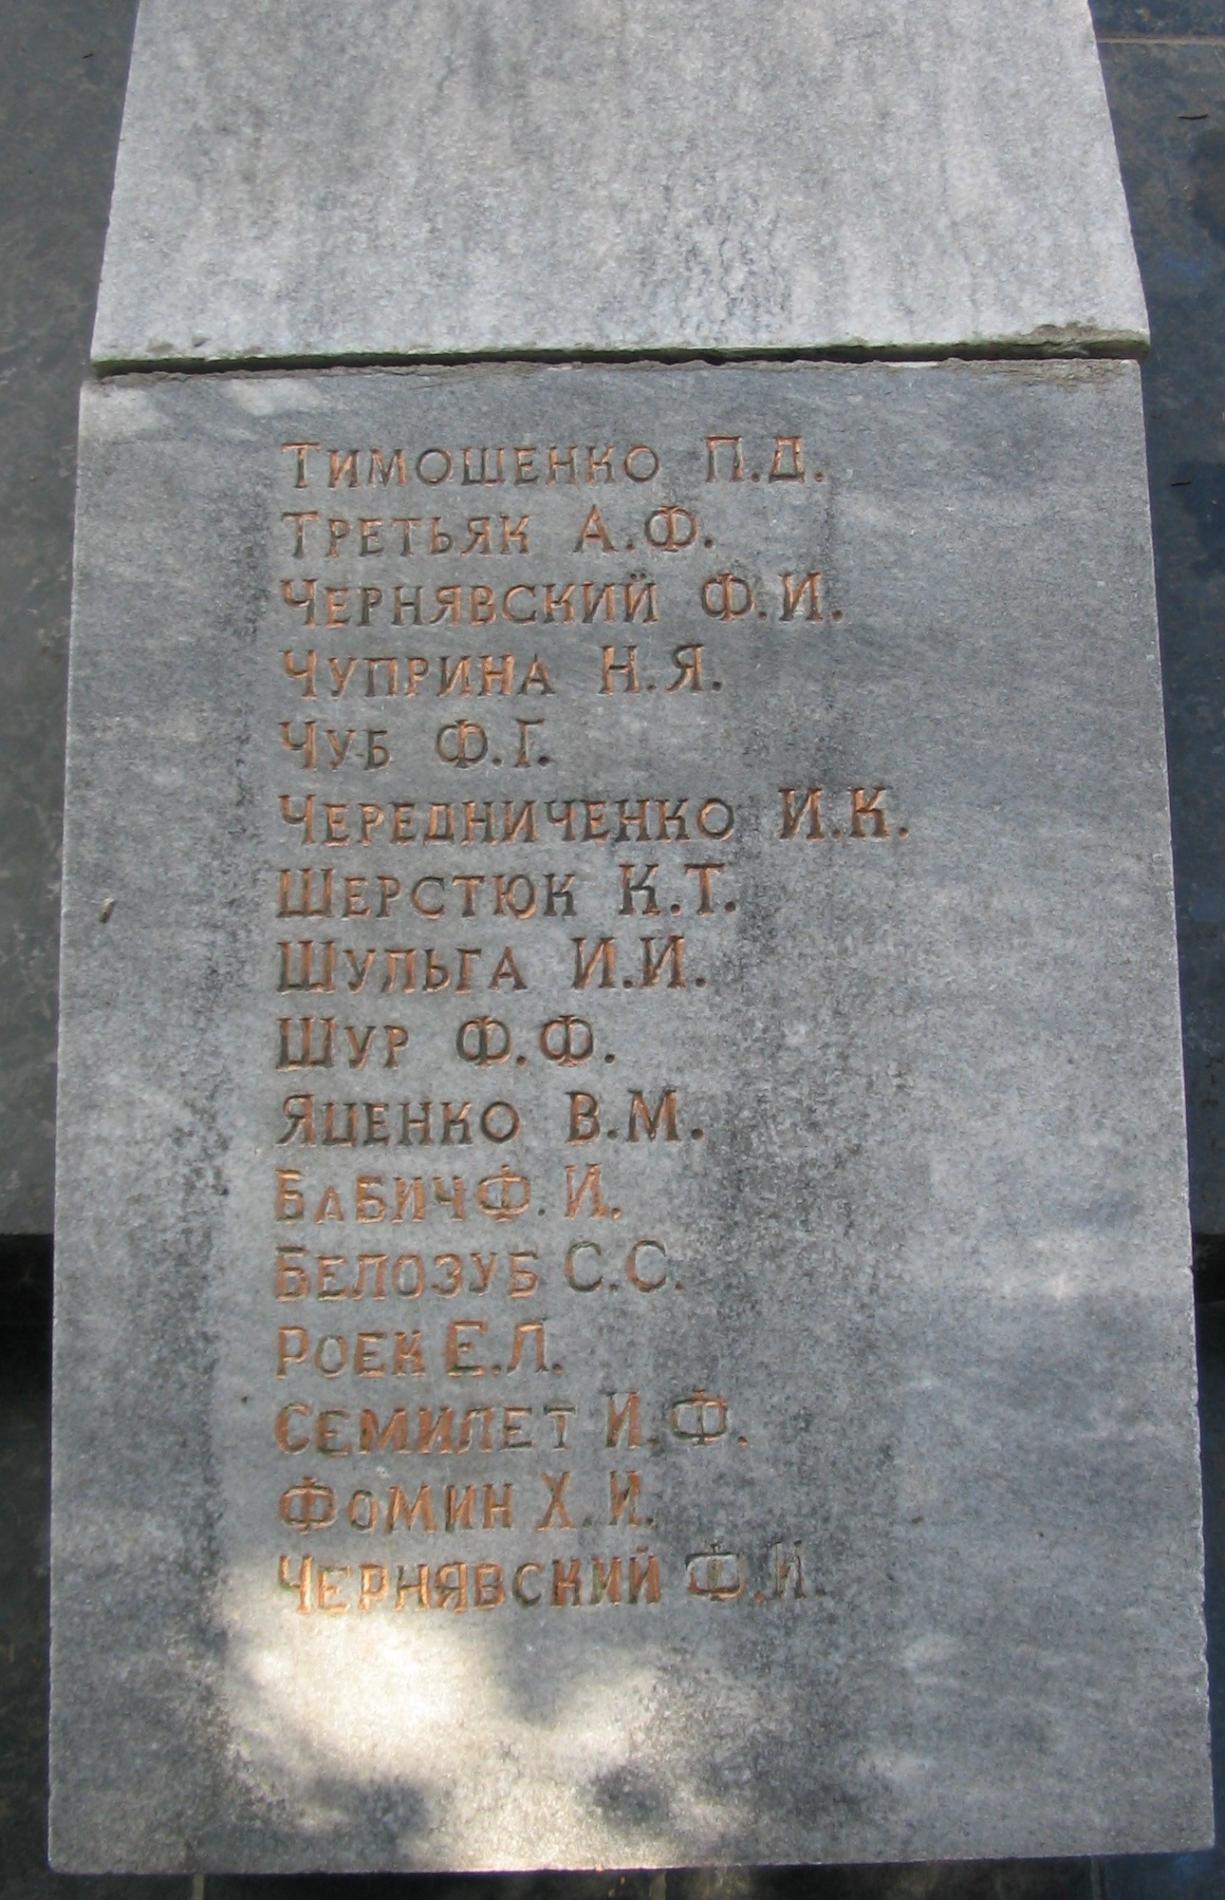 Тимошенко П.Д.
Третьяк А.Ф.
Чернявский Ф.И.
Чуприна Н.Я.
Чуб Ф.Г.
Чередниченко И.К.
Шерстюк К.Т.
Шульга И.И.
Шур Ф.Ф.
Яценко В.М.
Бабич Ф.И.
Белозуб С.С.
Роек Е.Л.
Семилет И.Ф.
Фомин Х.И.
Чернявский Ф.И.